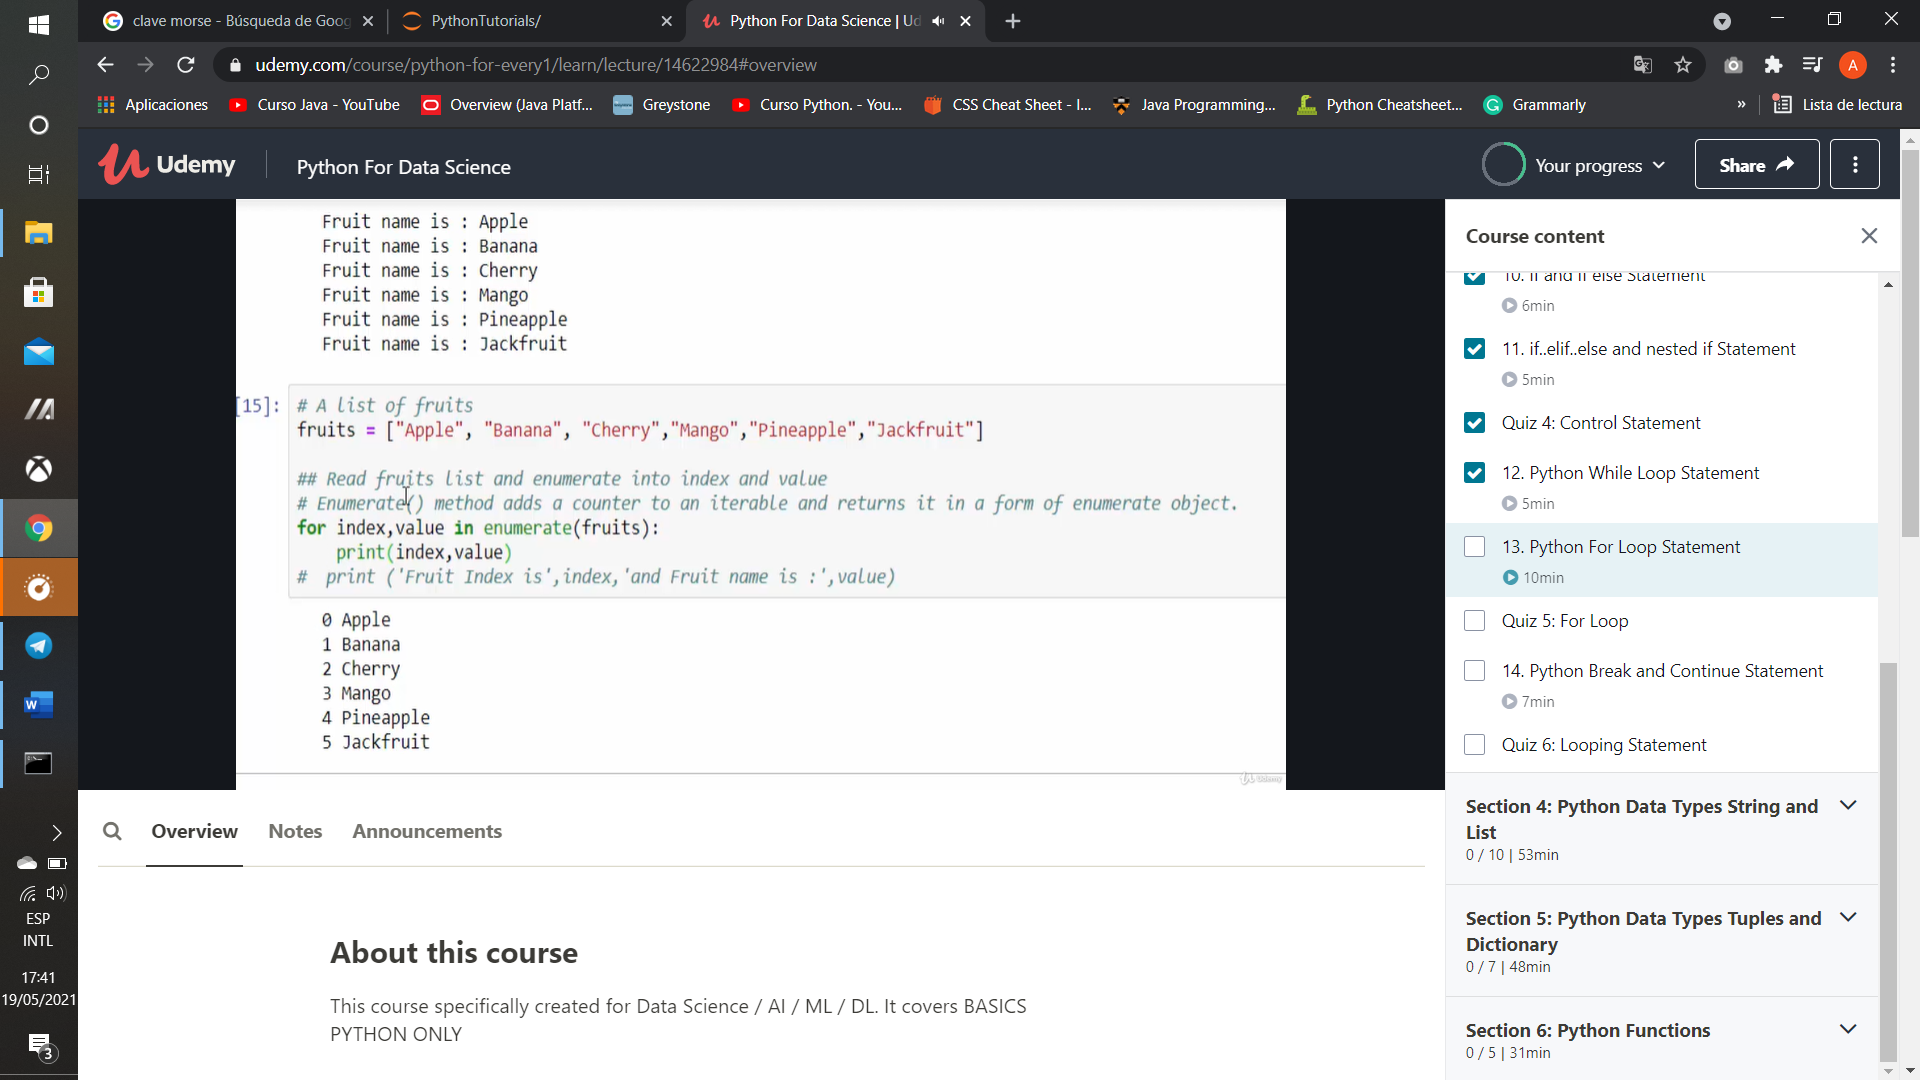 clave morse - Búsqueda de Goog
PythonTutorials/
Python For Data Science | Ud
udemy.com/course/python-for-every1/learn/lecture/14622984#overview
A
Aplicaciones
Curso Java - YouTube
Overview (Java Platf...
Greystone
Curso Python. - You...
CSS Cheat Sheet - I...
Java Programming...
Python Cheatsheet...
Grammarly
»
Lista de lectura
Udemy
Python For Data Science
Your progress
Share
Fruit name is : Apple
Fruit name is : Banana
Fruit name is : Cherry
Fruit name is : Mango
Fruit name is : Pineapple
Fruit name is : Jackfruit
[15]:
# A list of fruits
fruits = ["Apple", "Banana", "Cherry","Mango","Pineapple","Jackfruit"]
## Read fruits list and enumerate into index and value
# Enumerate() method adds a counter to an iterable and returns it in a form of enumerate object.
for index,value in enumerate(fruits):
    print(index,value)
#  print ('Fruit Index is',index,'and Fruit name is :',value)
0 Apple
1 Banana
2 Cherry
3 Mango
4 Pineapple
5 Jackfruit
Udemy
Overview
Notes
Announcements
About this course
This course specifically created for Data Science / AI / ML / DL. It covers BASICS
PYTHON ONLY
Course content
10. if and if else Statement
6min
11. if..elif..else and nested if Statement
5min
Quiz 4: Control Statement
12. Python While Loop Statement
5min
13. Python For Loop Statement
10min
Quiz 5: For Loop
14. Python Break and Continue Statement
7min
Quiz 6: Looping Statement
Section 4: Python Data Types String and
List
0 / 10 | 53min
Section 5: Python Data Types Tuples and
Dictionary
0 / 7 | 48min
Section 6: Python Functions
0 / 5 | 31min
W
ESP
INTL
17:41
19/05/2021
3